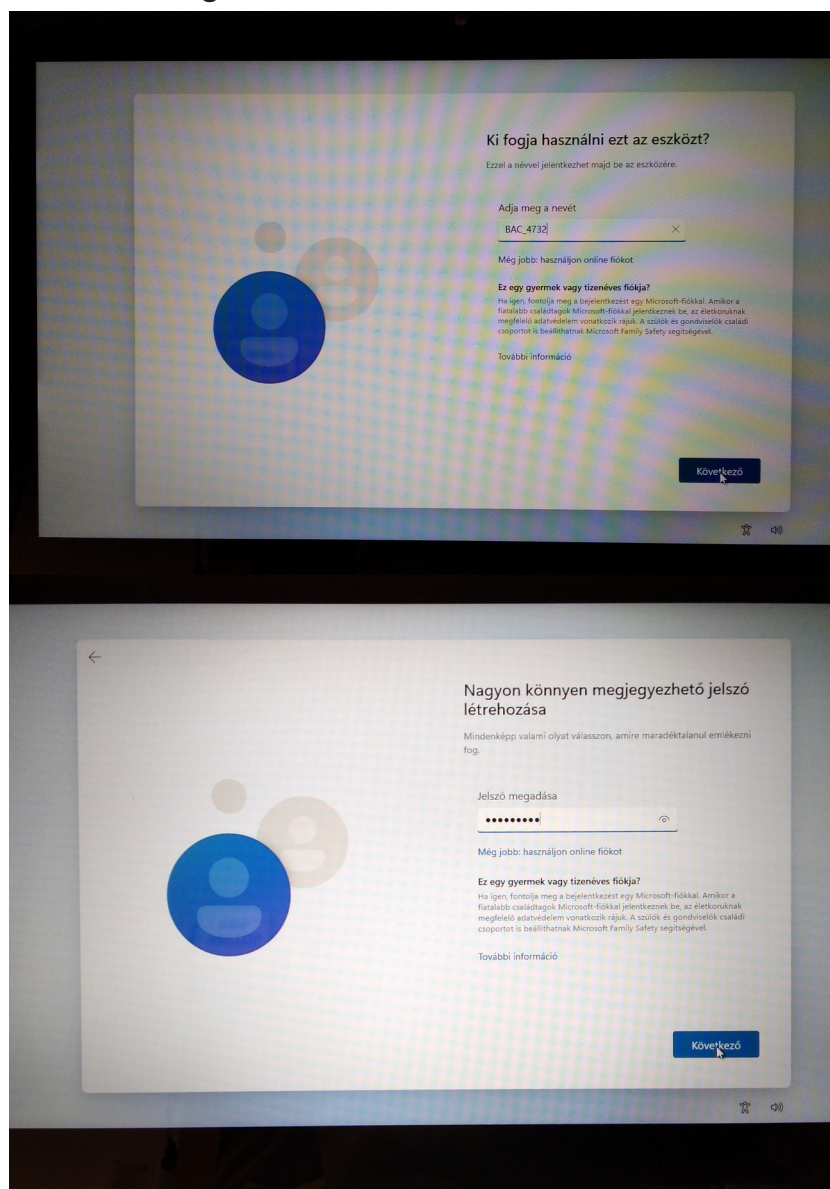 Ki fogja használni ezt az eszközt?
Ezzel a névvel jelentkezhet majd be az eszközére.
Adja meg a nevét
BAC_4732
Még jobb: használjon online fiókot
Ez egy gyermek vagy tizenéves fiókja?
Ha igen, fontolja meg a bejelentkezést egy Microsoft-fiókkal. Amikor a
fiatalabb családtagok Microsoft-fiókkal jelentkeznek be, az életkoruknak
megfelelő adatvédelem vonatkozik rájuk. A szülők és gondviselők családi
csoportot is beállíthatnak Microsoft Family Safety segítségével.
További információ
Következő
Nagyon könnyen megjegyezhető jelszó
létrehozása
Mindenképp valami olyat válasszon, amire maradéktalanul emlékezni
fog.
Jelszó megadása
•••••••••
Még jobb: használjon online fiókot
Ez egy gyermek vagy tizenéves fiókja?
Ha igen, fontolja meg a bejelentkezést egy Microsoft-fiókkal. Amikor a
fiatalabb családtagok Microsoft-fiókkal jelentkeznek be, az életkoruknak
megfelelő adatvédelem vonatkozik rájuk. A szülők és gondviselők családi
csoportot is beállíthatnak Microsoft Family Safety segítségével.
További információ
Következő